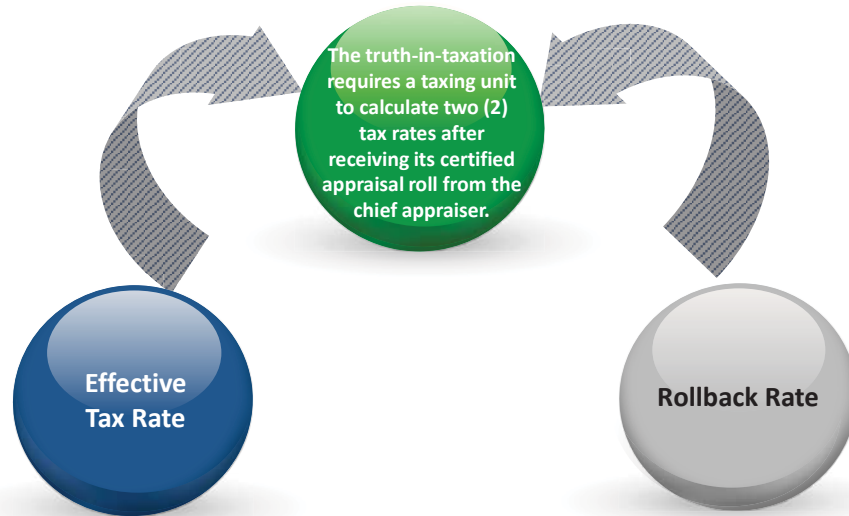 The truth-in-taxation
requires a taxing unit
to calculate two (2)
tax rates after
receiving its certified
appraisal roll from the
chief appraiser.
Effective
Tax Rate
Rollback Rate